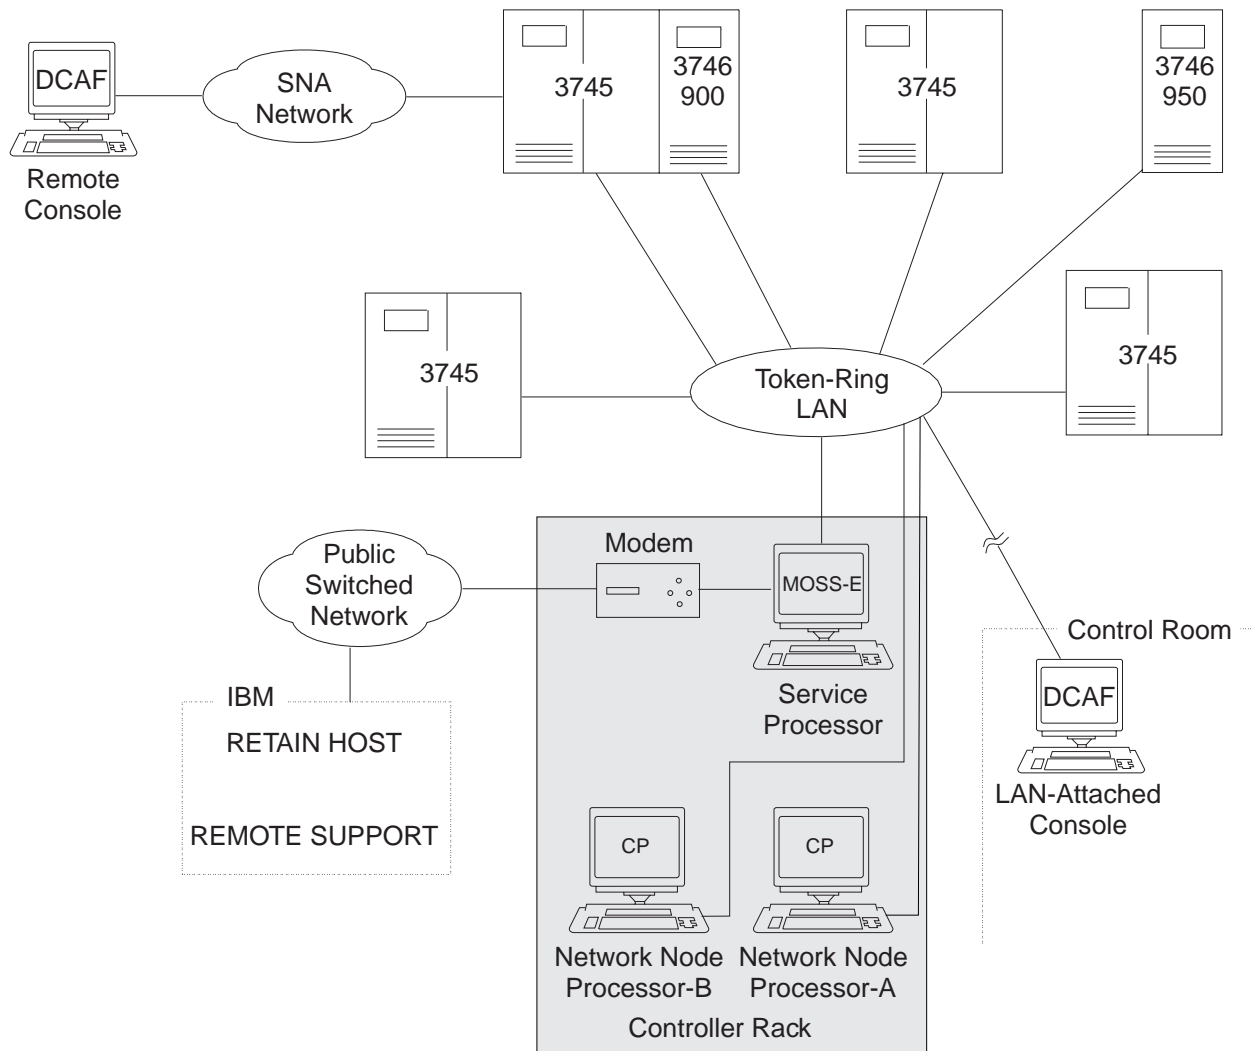 DCAF
SNA
Network
3745
3746
900
3745
3746
950
Remote
Console
3745
Token-Ring
LAN
3745
Public
Switched
Network
Modem
MOSS-E
Service
Processor
Control Room
DCAF
LAN-Attached
Console
IBM
RETAIN HOST
REMOTE SUPPORT
CP
CP
Network Node
Processor-B
Network Node
Processor-A
Controller Rack